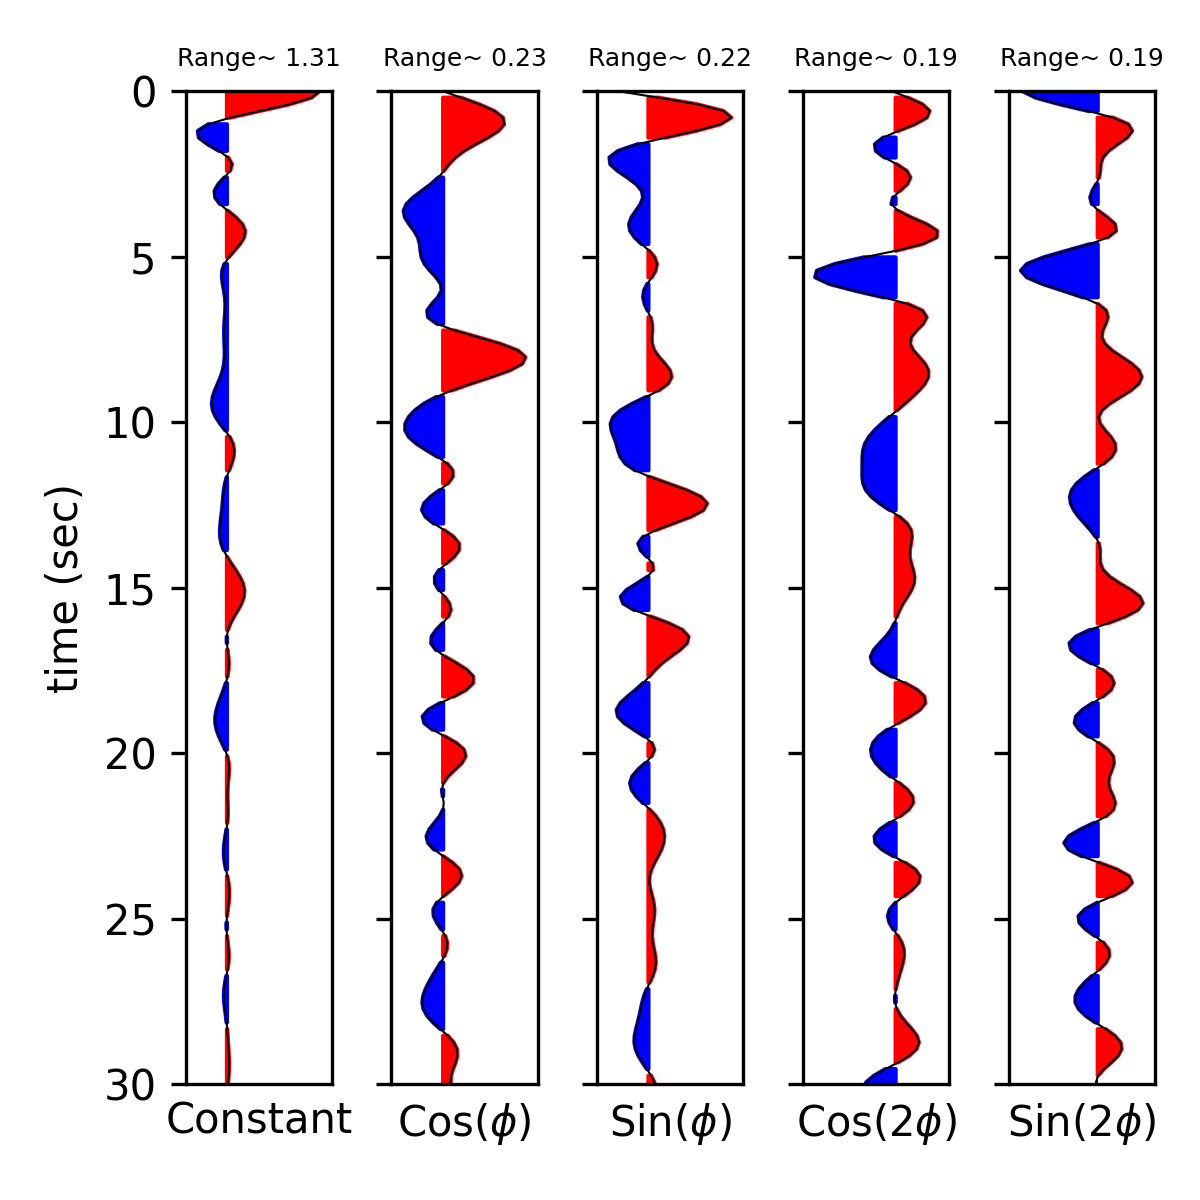 Range~ 1.31 Range~ 0.23 Range~ 0.22 Range~ 0.19 Range~ 0.19
0
5
10
15
20
25
30
time (sec)
Constant Cos(ϕ) Sin(ϕ) Cos(2ϕ) Sin(2ϕ)